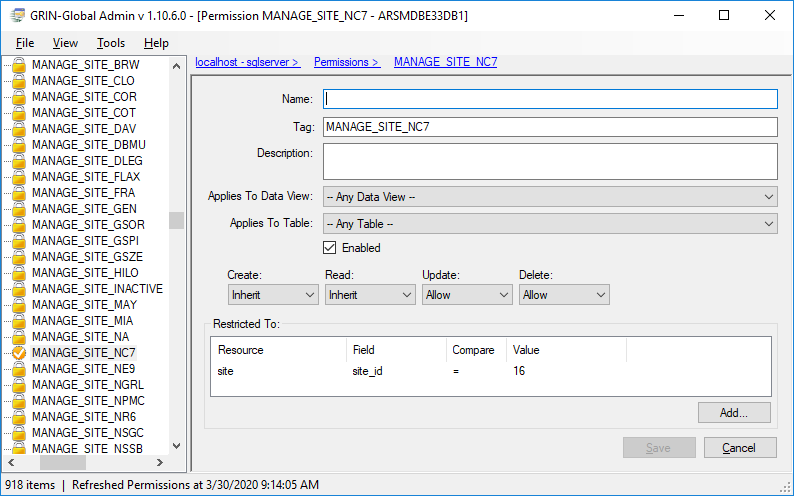 GRIN-Global Admin v 1.10.6.0 - [Permission MANAGE_SITE_NC7 - ARSMDBE33DB1]
File View Tools Help
MANAGE_SITE_BRW
MANAGE_SITE_CLO
MANAGE_SITE_COR
MANAGE_SITE_COT
MANAGE_SITE_DAV
MANAGE_SITE_DBMU
MANAGE_SITE_DLEG
MANAGE_SITE_FLAX
MANAGE_SITE_FRA
MANAGE_SITE_GEN
MANAGE_SITE_GSOR
MANAGE_SITE_GSPI
MANAGE_SITE_GSZE
MANAGE_SITE_HILO
MANAGE_SITE_INACTIVE
MANAGE_SITE_MAY
MANAGE_SITE_MIA
MANAGE_SITE_NA
MANAGE_SITE_NC7
MANAGE_SITE_NE9
MANAGE_SITE_NGRL
MANAGE_SITE_NPMC
MANAGE_SITE_NR6
MANAGE_SITE_NSGC
MANAGE_SITE_NSSB
localhost - sqlserver > Permissions > MANAGE_SITE_NC7
Name:
Tag: MANAGE_SITE_NC7
Description:
Applies To Data View: -- Any Data View --
Applies To Table: -- Any Table --
Enabled
Create: Read: Update: Delete:
Inherit Inherit Allow Allow
Restricted To:
Resource Field Compare Value
site site_id = 16
Add...
Save Cancel
918 items | Refreshed Permissions at 3/30/2020 9:14:05 AM